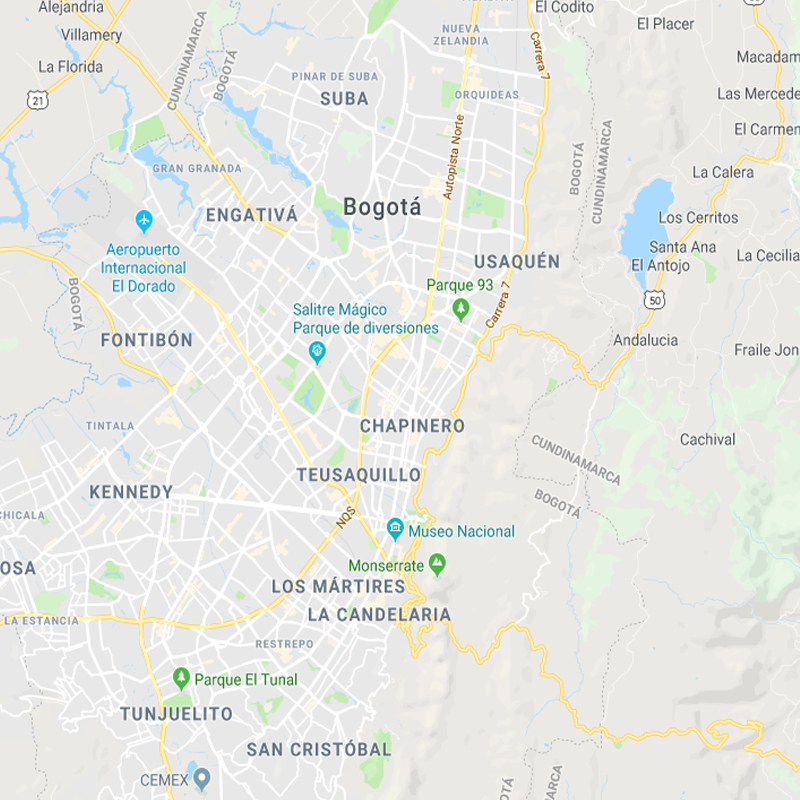 Alejandria
El Codito
Villamery
NUEVA
ZELANDIA
El Placer
La Florida
CUNDINAMARCA
BOGOTÁ
Carrera 7
Macadam
PINAR DE SUBA
SUBA
ORQUIDEAS
21
Las Mercede
El Carmen
Autopista Norte
BOGOTÁ
CUNDINAMARCA
GRAN GRANADA
La Calera
ENGATIVÁ
Bogotá
Los Cerritos
Aeropuerto
Internacional
El Dorado
USAQUÉN
Santa Ana
El Antojo
La Cecilia
BOGOTÁ
Parque 93
50
Salitre Mágico
Parque de diversiones
Carrera 7
FONTIBÓN
Andalucia
Fraile Jon
TINTALA
CHAPINERO
Cachival
CUNDINAMARCA
TEUSAQUILLO
KENNEDY
BOGOTÁ
CHICALA
NQS
Museo Nacional
OSA
Monserrate
LOS MÁRTIRES
LA CANDELARIA
LA ESTANCIA
RESTREPO
Parque El Tunal
TUNJUELITO
SAN CRISTÓBAL
CEMEX
OTÁ
MARCA